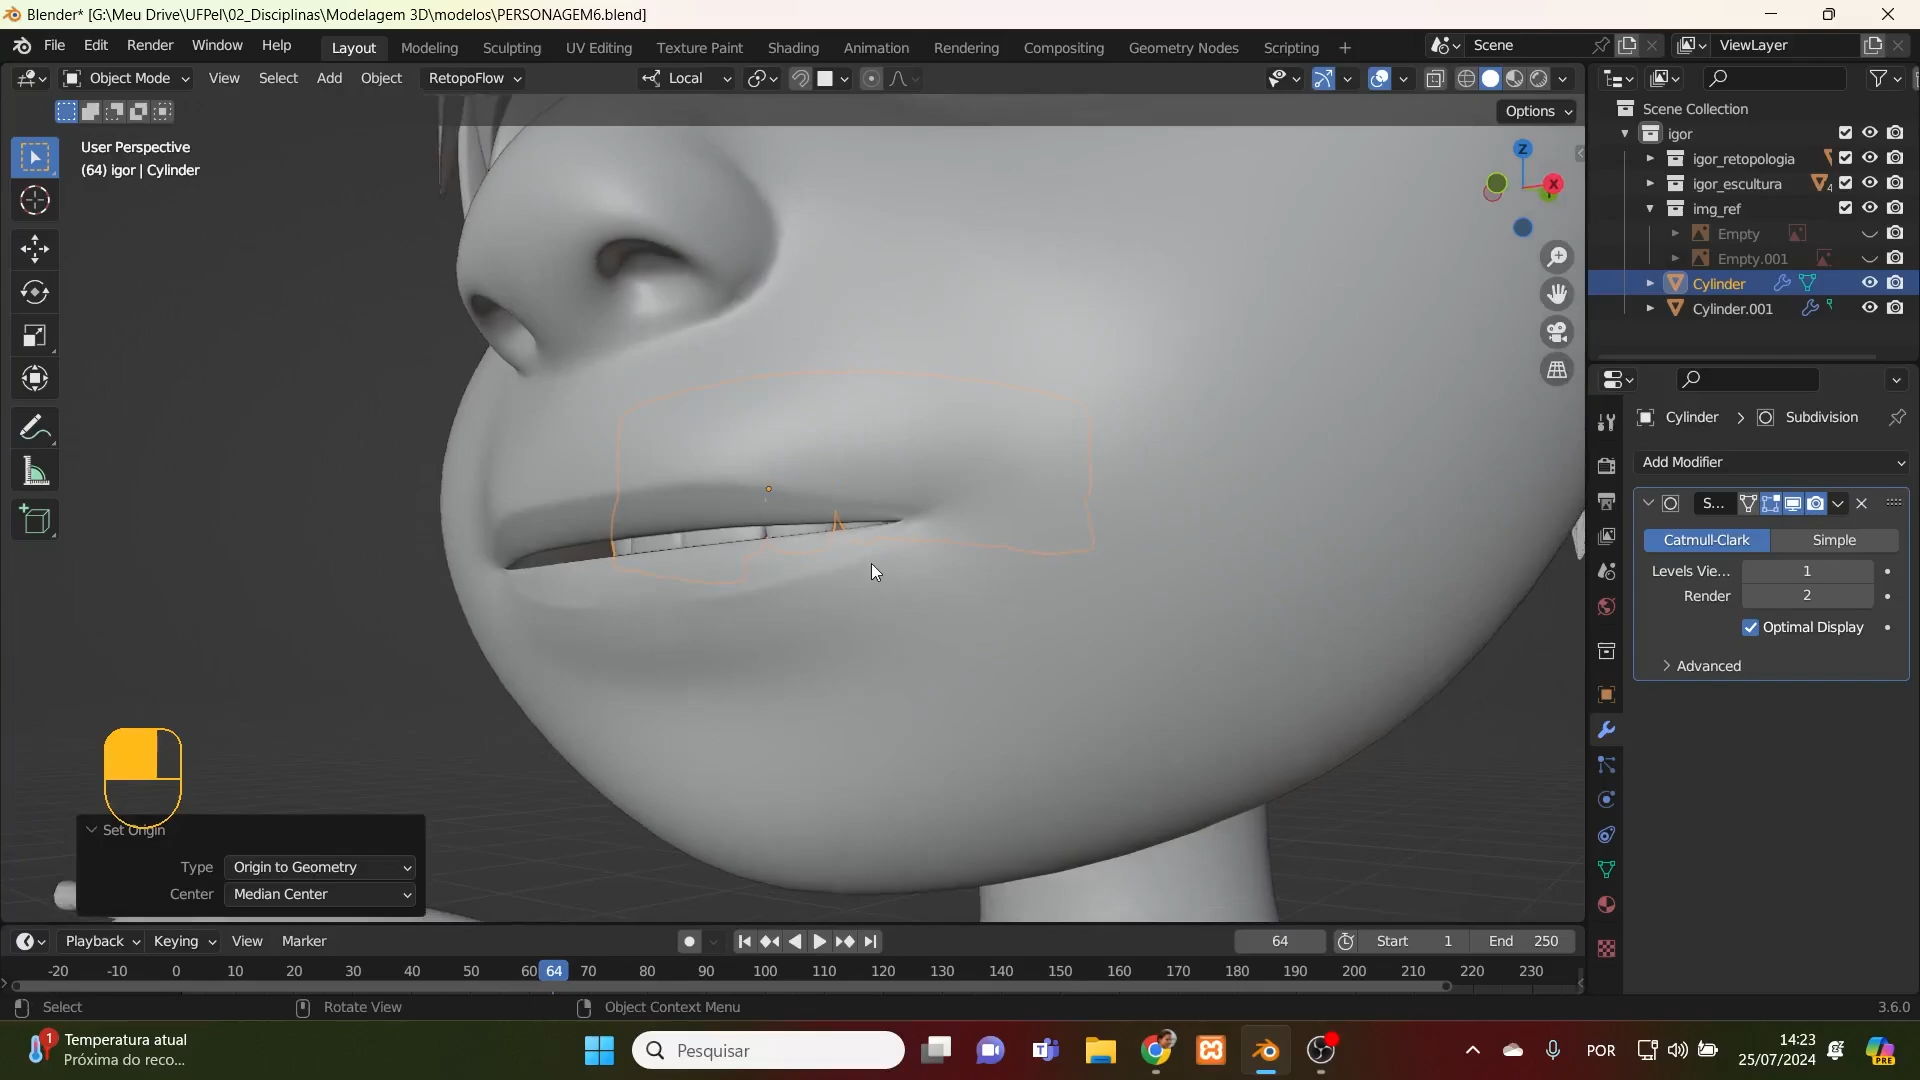 Blender* [G:\Meu Drive\UFPel\02_Disciplinas\Modelagem 3D\modelos\PERSONAGEM6.blend]
File Edit Render Window Help Layout Modeling Sculpting UV Editing Texture Paint Shading Animation Rendering Compositing Geometry Nodes Scripting + Scene ViewLayer
Object Mode View Select Add Object RetopoFlow Local
Options
User Perspective
(64) igor | Cylinder
Z
X
Scene Collection
igor
igor_retopologia
igor_escultura 4
img_ref
Empty
Empty.001
Cylinder
Cylinder.001
Cylinder > Subdivision
Add Modifier
S...
Catmull-Clark Simple
Levels Vie... 1
Render 2
Optimal Display
Advanced
Set Origin
Type Origin to Geometry
Center Median Center
Playback Keying View Marker 64 Start 1 End 250
-20 -10 0 10 20 30 40 50 60 64 70 80 90 100 110 120 130 140 150 160 170 180 190 200 210 220 230
Select Rotate View Object Context Menu 3.6.0
1
Temperatura atual
Próxima do reco...
Pesquisar
POR
14:23
25/07/2024
PRE